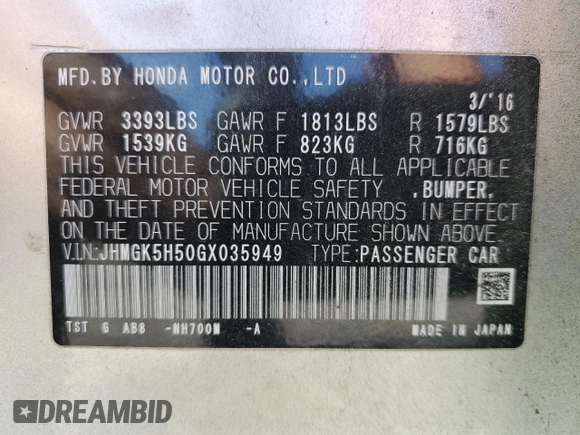 MFD.BY HONDA MOTOR CO.,LTD
3/'16
GVWR 3393LBS GAWR F 1813LBS R 1579LBS
GVWR 1539KG GAWR F 823KG R 716KG
THIS VEHICLE CONFORMS TO ALL APPLICABLE
FEDERAL MOTOR VEHICLE SAFETY ,BUMPER,
AND THEFT PREVENTION STANDARDS IN EFFECT
ON THE DATE OF MANUFACTURE SHOWN ABOVE.
V.I.N:JHMGK5H50GX035949 TYPE:PASSENGER CAR
TST G AB8 -NH700M -A MADE IN JAPAN
DREAMBID